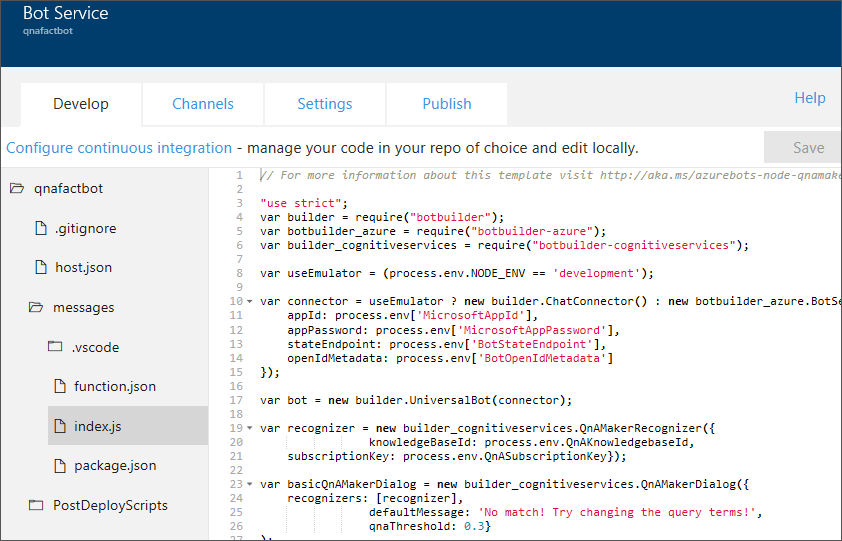 Bot Service
qnafactbot
Develop
Channels
Settings
Publish
Help
Configure continuous integration - manage your code in your repo of choice and edit locally.
Save
qnafactbot
.gitignore
host.json
messages
.vscode
function.json
index.js
package.json
PostDeployScripts
1 // For more information about this template visit http://aka.ms/azurebots-node-qnamake
2
3 "use strict";
4 var builder = require("botbuilder");
5 var botbuilder_azure = require("botbuilder-azure");
6 var builder_cognitiveservices = require("botbuilder-cognitiveservices");
7
8 var useEmulator = (process.env.NODE_ENV == 'development');
9
10 var connector = useEmulator ? new builder.ChatConnector() : new botbuilder_azure.BotSe
11 appId: process.env['MicrosoftAppId'],
12 appPassword: process.env['MicrosoftAppPassword'],
13 stateEndpoint: process.env['BotStateEndpoint'],
14 openIdMetadata: process.env['BotOpenIdMetadata']
15 });
16
17 var bot = new builder.UniversalBot(connector);
18
19 var recognizer = new builder_cognitiveservices.QnAMakerRecognizer({
20 knowledgeBaseId: process.env.QnAKnowledgebaseId,
21 subscriptionKey: process.env.QnASubscriptionKey});
22
23 var basicQnAMakerDialog = new builder_cognitiveservices.QnAMakerDialog({
24 recognizers: [recognizer],
25 defaultMessage: 'No match! Try changing the query terms!',
26 qnaThreshold: 0.3}
27 );